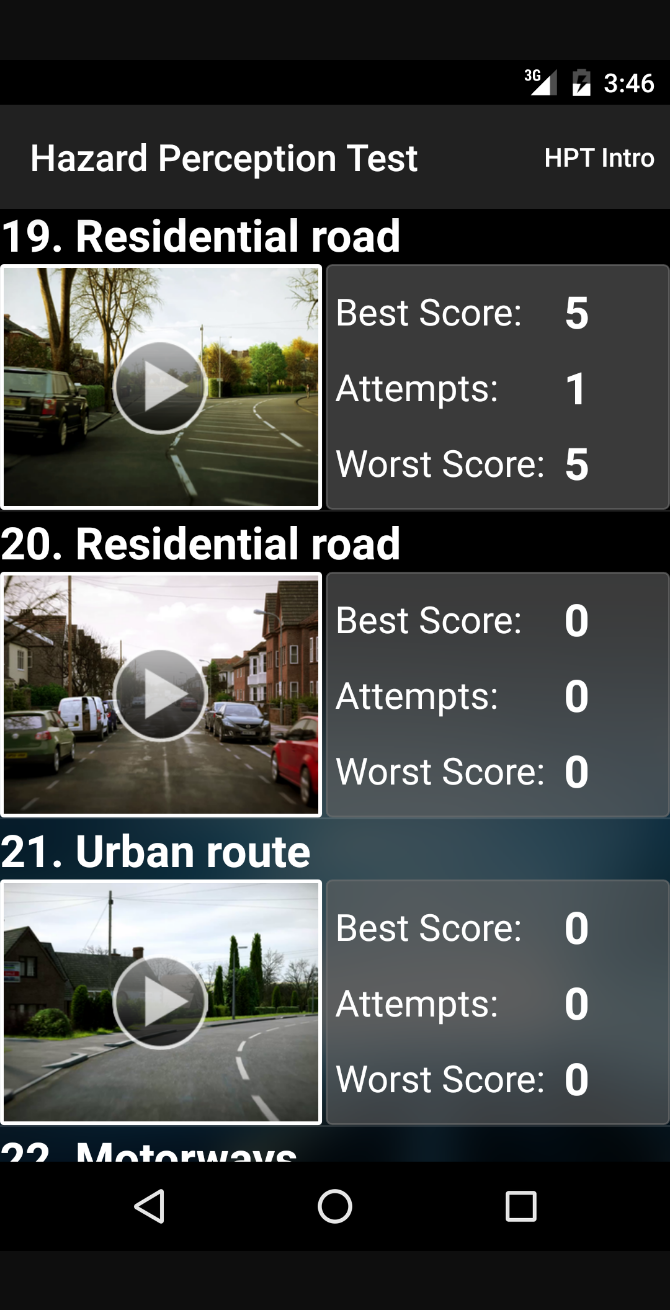 3G 3:46
Hazard Perception Test HPT Intro
19. Residential road
Best Score: 5
Attempts: 1
Worst Score: 5
20. Residential road
Best Score: 0
Attempts: 0
Worst Score: 0
21. Urban route
Best Score: 0
Attempts: 0
Worst Score: 0
22. Motorways